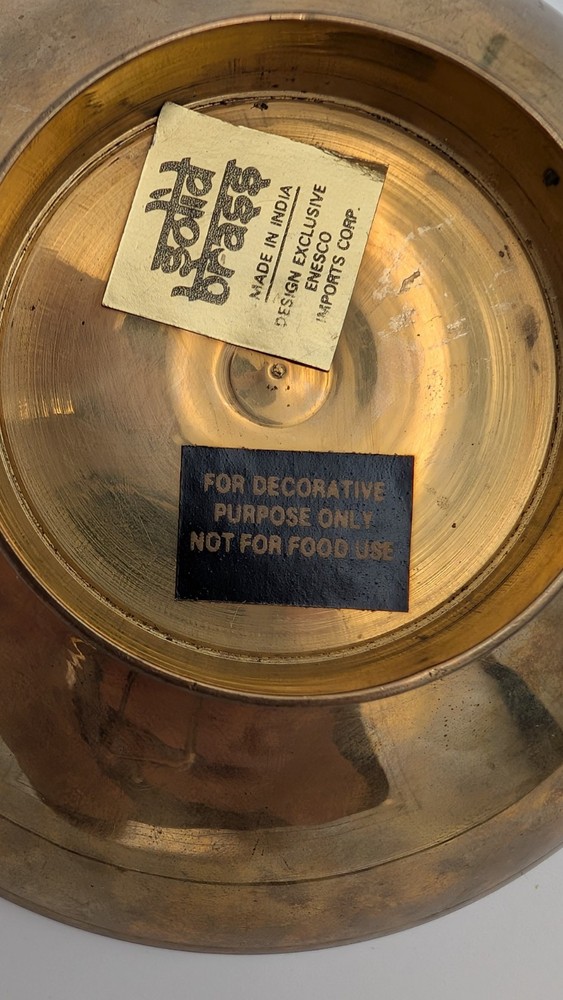 solid
brass
MADE IN INDIA
DESIGN EXCLUSIVE
ENESCO
IMPORTS CORP.
FOR DECORATIVE
PURPOSE ONLY
NOT FOR FOOD USE